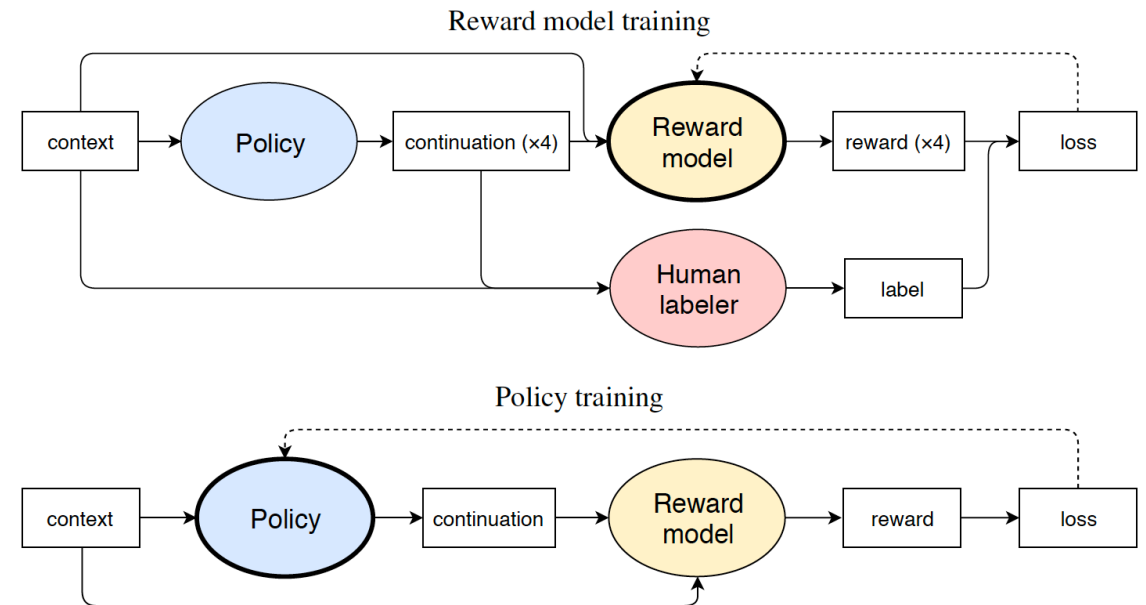 Reward model training
context
Policy
continuation (×4)
Reward
model
reward (×4)
loss
Human
labeler
label
Policy training
context
Policy
continuation
Reward
model
reward
loss